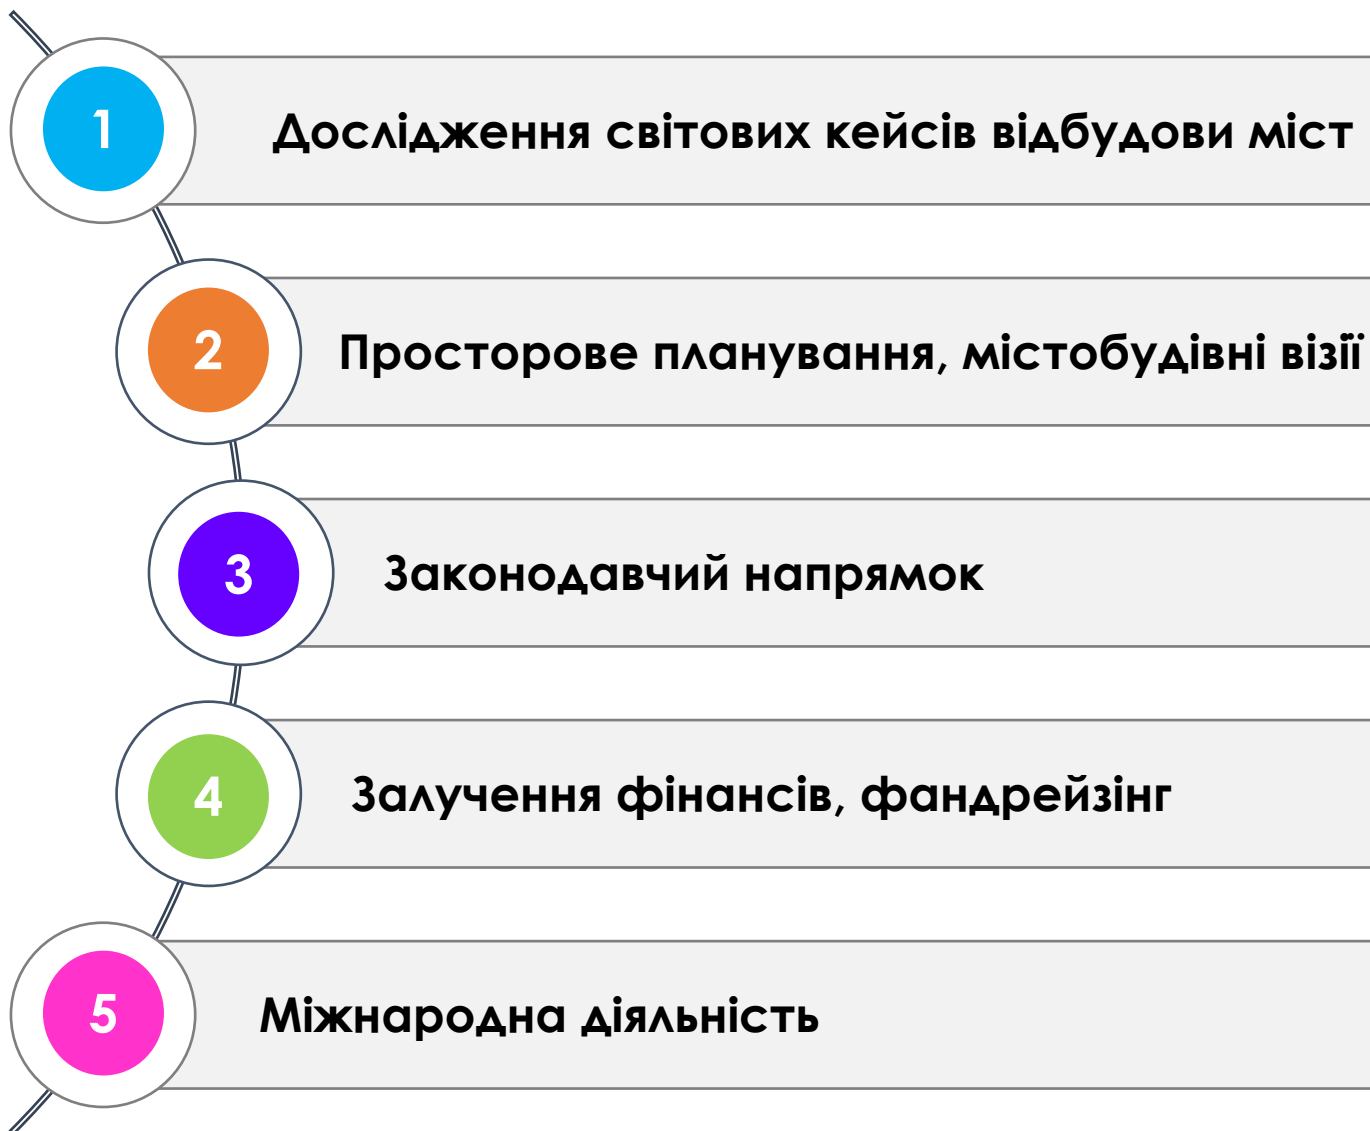 1
Дослідження світових кейсів відбудови міст
2
Просторове планування, містобудівні візії
3
Законодавчий напрямок
4
Залучення фінансів, фандрейзінг
5
Міжнародна діяльність